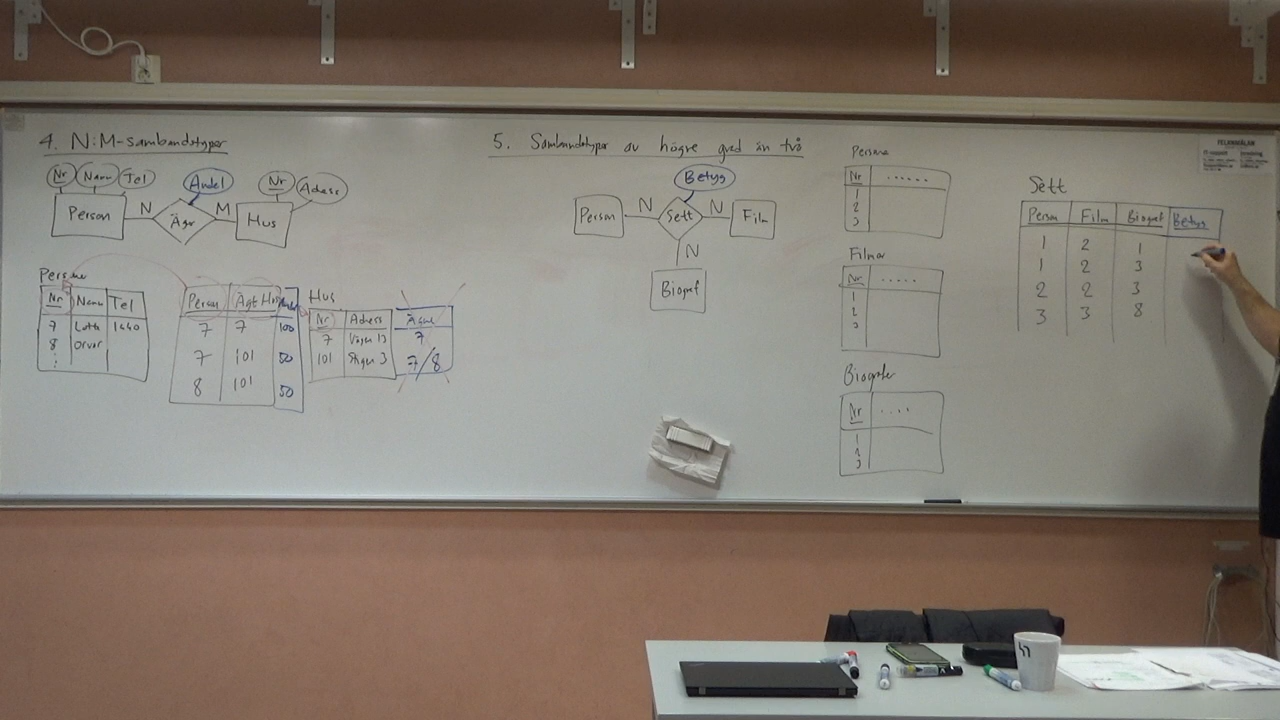 4. N:M-sambandstyper
Nr Namn Tel Andel Nr Adress
Person N Äger M Hus
Personer
Nr Namn Tel
7 Lotta 1440
8 Orvar
⋮
Person Ägt Hus Andel
7 7 100
7 101 50
8 101 50
Hus
Nr Adress Ägare
7 Vägen 13 7
101 Stigen 3 7/8
5. Sambandstyper av högre grad än två
Betyg
Person N Sett N Film
N
Biograf
Nr ......
1
2
3
Filmer
Nr .....
1
2
3
Biografer
Nr ....
1
2
3
Sett
Person Film Biograf Betyg
1 2 1
1 2 3
2 2 3
3 3 8
FELANMÄLAN